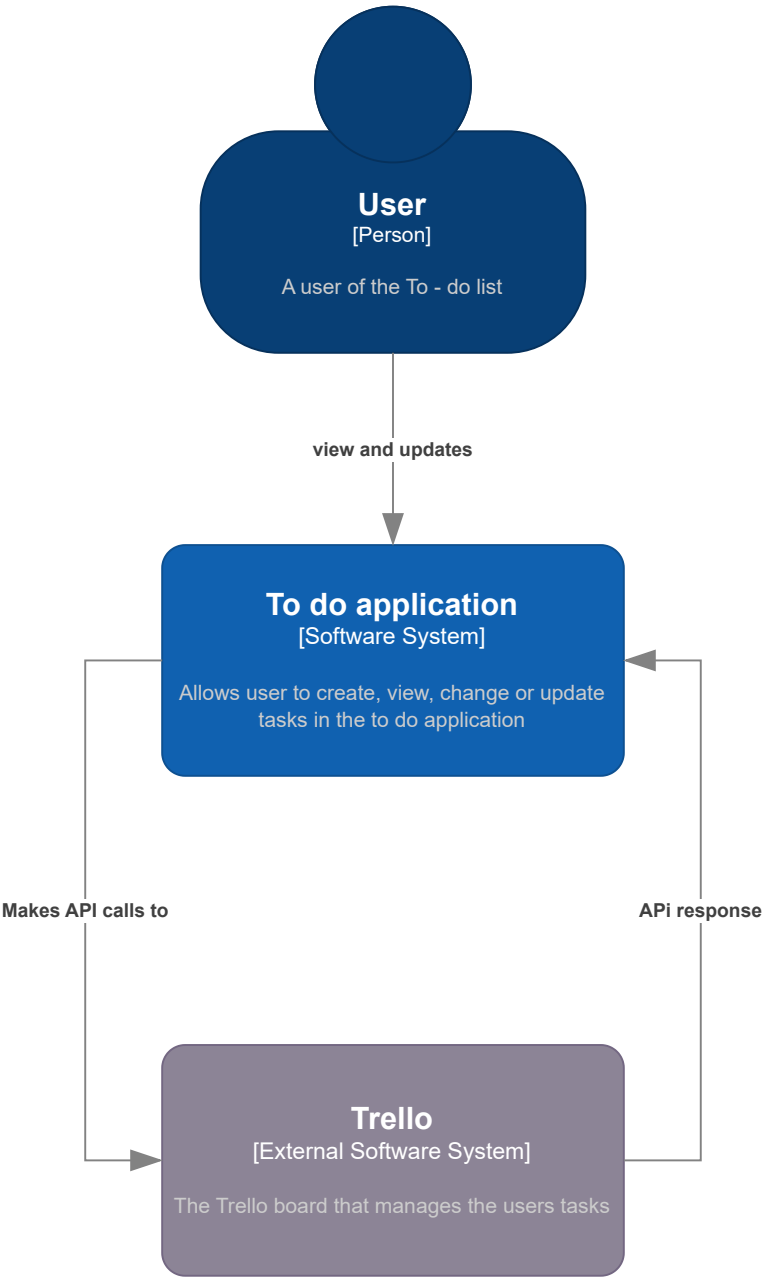 User
[Person]
A user of the To - do list
view and updates
To do application
[Software System]
Allows user to create, view, change or update
tasks in the to do application
Makes API calls to
APi response
Trello
[External Software System]
The Trello board that manages the users tasks